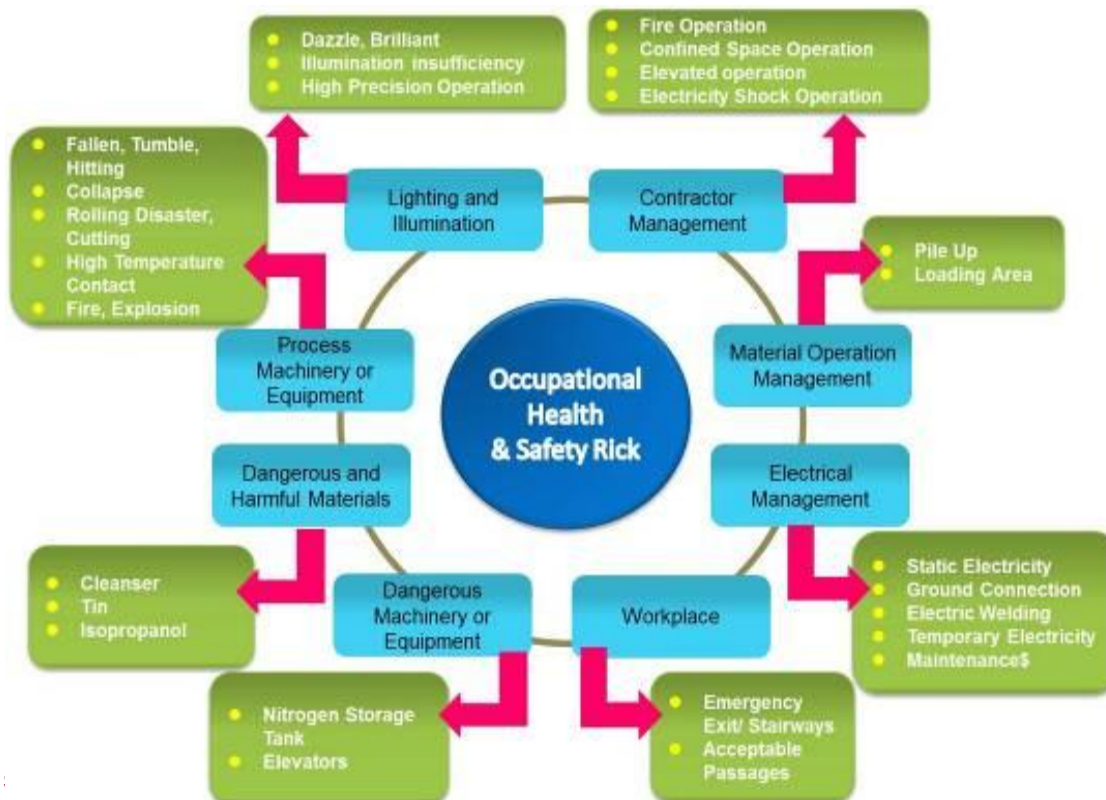 Dazzle, Brilliant
Illumination insufficiency
High Precision Operation
Fire Operation
Confined Space Operation
Elevated operation
Electricity Shock Operation
Fallen, Tumble,
Hitting
Collapse
Rolling Disaster,
Cutting
High Temperature
Contact
Fire, Explosion
Lighting and
Illumination
Contractor
Management
Pile Up
Loading Area
Process
Machinery or
Equipment
Material Operation
Management
Occupational
Health
& Safety Rick
Dangerous and
Harmful Materials
Electrical
Management
Cleanser
Tin
Isopropanol
Dangerous
Machinery or
Equipment
Workplace
Static Electricity
Ground Connection
Electric Welding
Temporary Electricity
Maintenance$
Nitrogen Storage
Tank
Elevators
Emergency
Exit/ Stairways
Acceptable
Passages